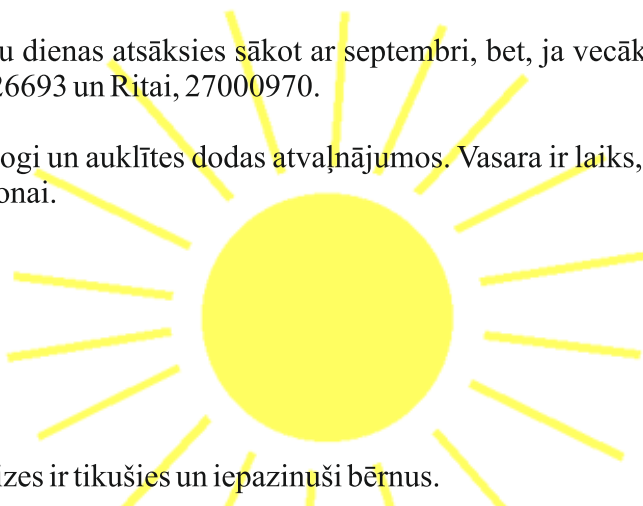 u dienas atsāksies sākot ar septembri, bet, ja vecāk
26693 un Ritai, 27000970.
ogi un auklītes dodas atvaļnājumos. Vasara ir laiks,
onai.
izes ir tikušies un iepazinuši bērnus.